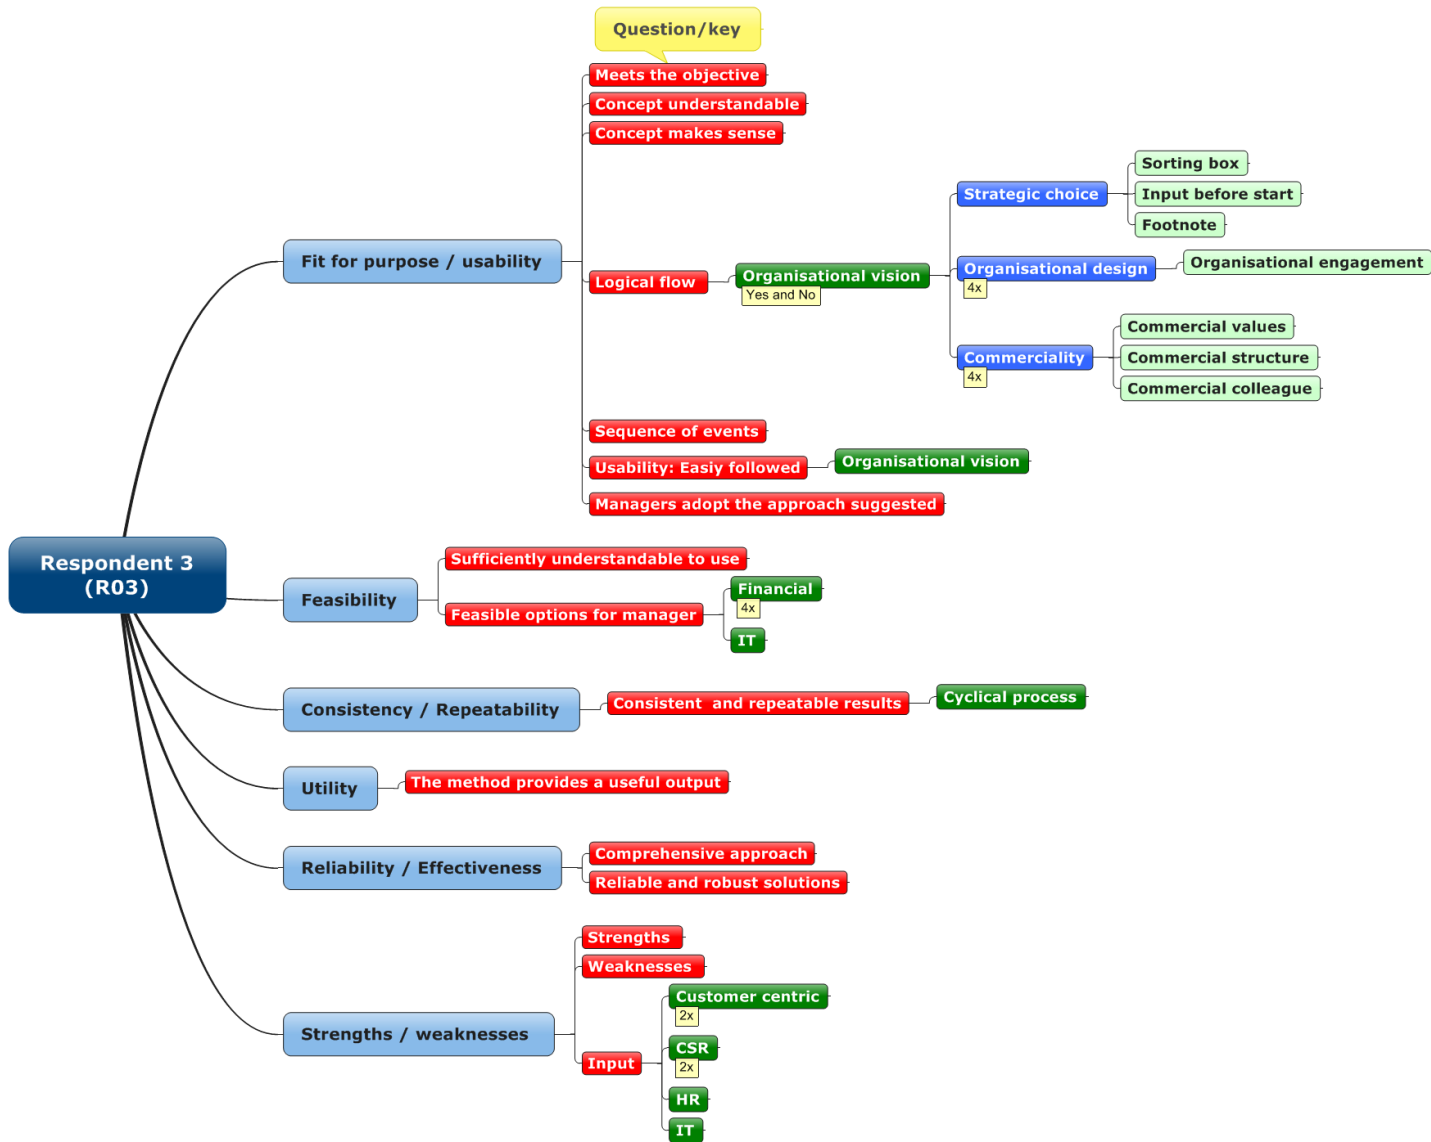 Question/key
Meets the objective
Concept understandable
Concept makes sense
Sorting box
Strategic choice
Input before start
Footnote
Fit for purpose / usability
Logical flow
Organisational vision
Yes and No
Organisational design
4x
Organisational engagement
Commercial values
Commerciality
4x
Commercial structure
Commercial colleague
Sequence of events
Usability: Easiy followed
Organisational vision
Managers adopt the approach suggested
Respondent 3
(R03)
Sufficiently understandable to use
Feasibility
Feasible options for manager
Financial
4x
IT
Consistency / Repeatability
Consistent  and repeatable results
Cyclical process
Utility
The method provides a useful output
Reliability / Effectiveness
Comprehensive approach
Reliable and robust solutions
Strengths / weaknesses
Strengths
Weaknesses
Input
Customer centric
2x
CSR
2x
HR
IT